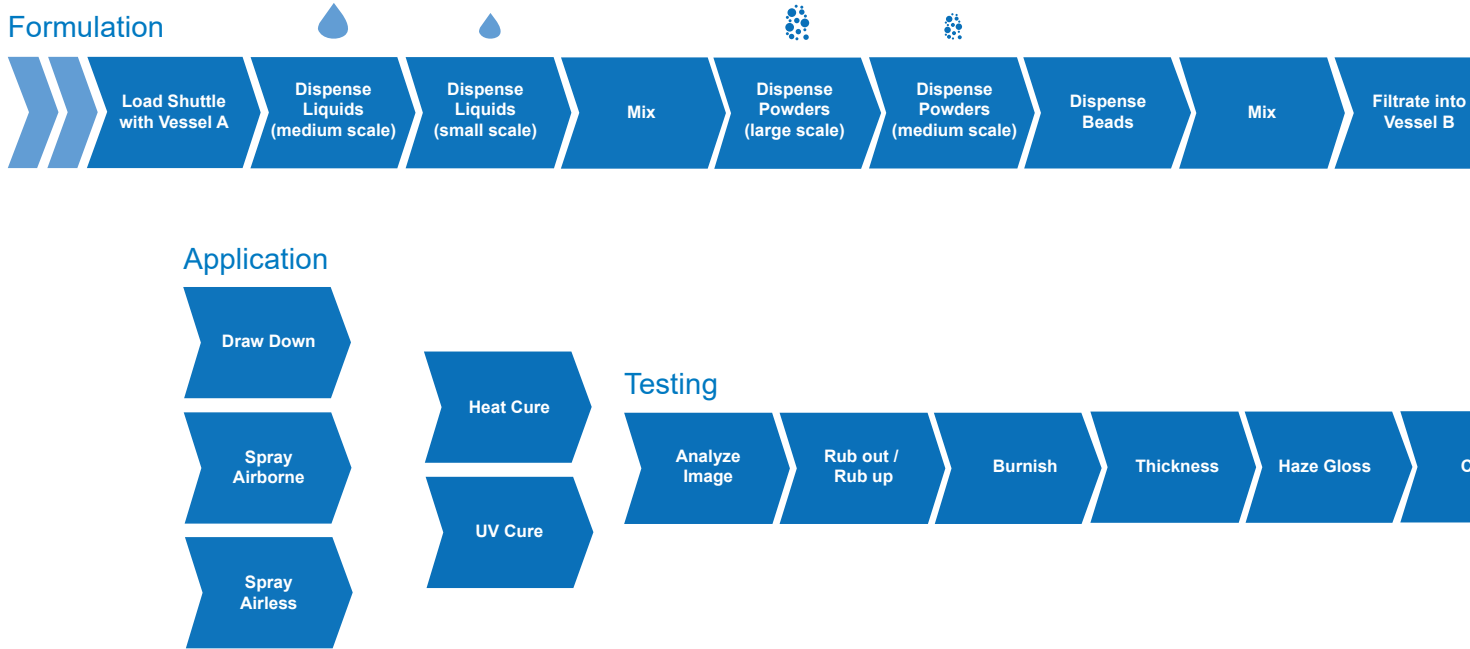 Formulation
Load Shuttle
with Vessel A
Dispense
Liquids
(medium scale)
Dispense
Liquids
(small scale)
Mix
Dispense
Powders
(large scale)
Dispense
Powders
(medium scale)
Dispense
Beads
Mix
Filtrate into
Vessel B
Application
Draw Down
Spray
Airborne
Spray
Airless
Heat Cure
UV Cure
Testing
Analyze
Image
Rub out /
Rub up
Burnish
Thickness
Haze Gloss